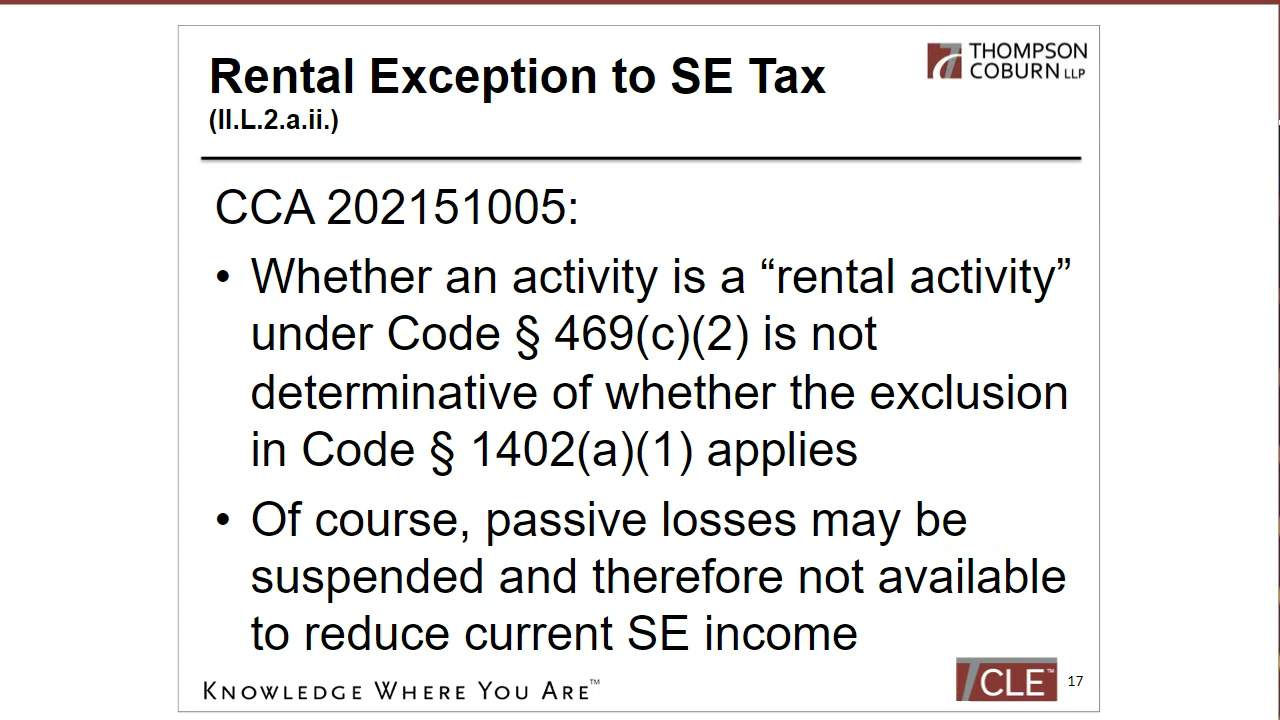 Rental Exception to SE Tax
(II.L.2.a.ii.)
THOMPSON
COBURN LLP
CCA 202151005:
• Whether an activity is a “rental activity”
under Code § 469(c)(2) is not
determinative of whether the exclusion
in Code § 1402(a)(1) applies
• Of course, passive losses may be
suspended and therefore not available
to reduce current SE income
KNOWLEDGE WHERE YOU ARE™
CLE™
17